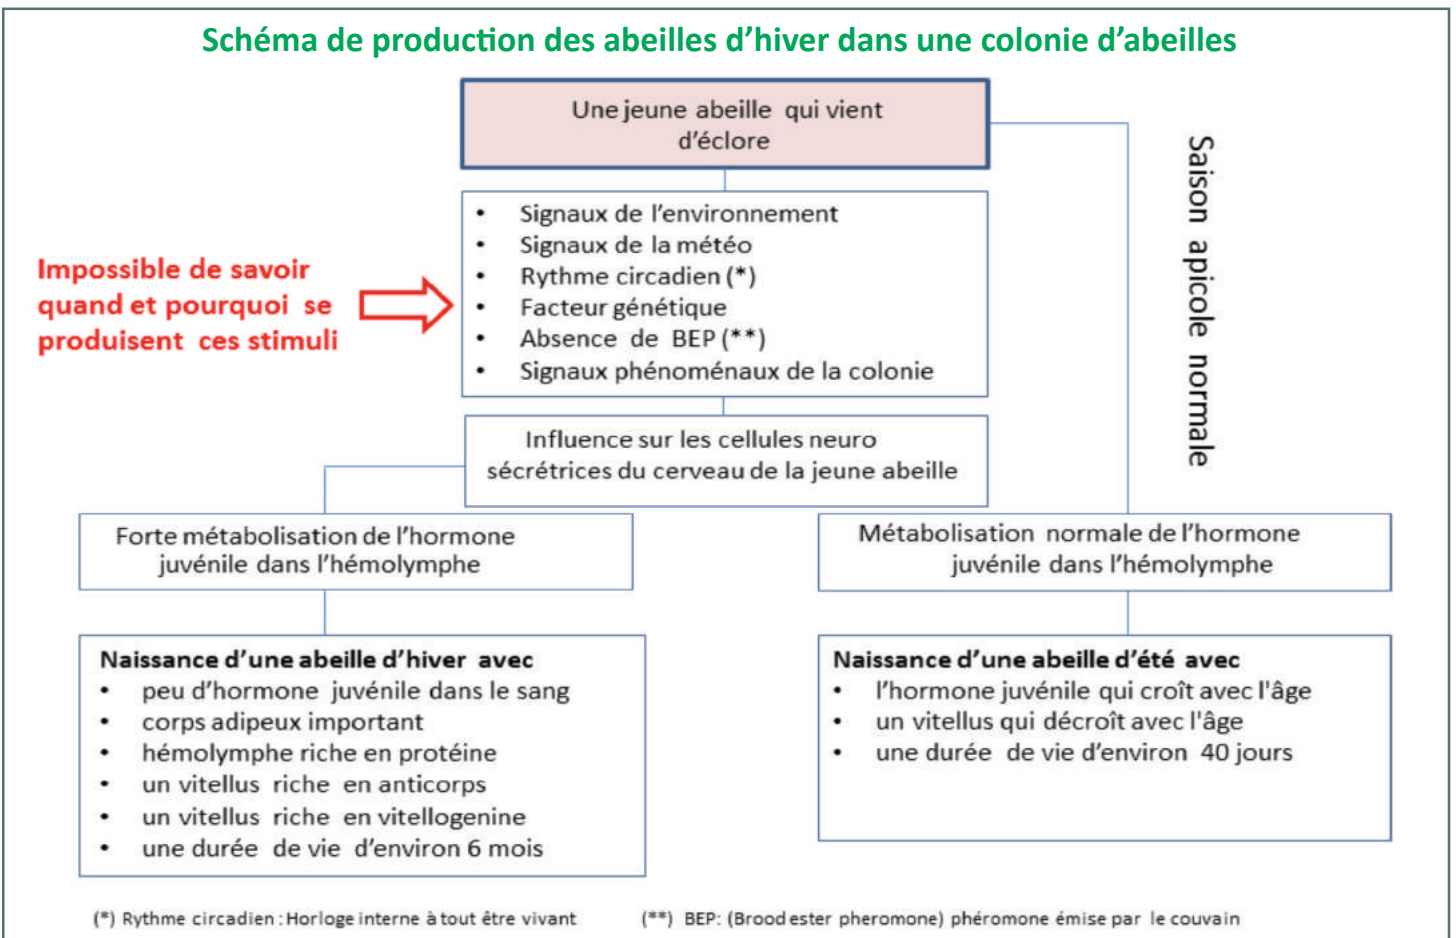 Schéma de production des abeilles d'hiver dans une colonie d'abeilles
Une jeune abeille qui vient
d'éclore
Saison apicole normale
• Signaux de l'environnement
• Signaux de la météo
• Rythme circadien (*)
• Facteur génétique
• Absence de BEP (**)
• Signaux phénoménaux de la colonie
Impossible de savoir
quand et pourquoi se
produisent ces stimuli
Influence sur les cellules neuro
sécrétrices du cerveau de la jeune abeille
Forte métabolisation de l'hormone
juvénile dans l'hémolymphe
Métabolisation normale de l'hormone
juvénile dans l'hémolymphe
Naissance d'une abeille d'hiver avec
• peu d'hormone juvénile dans le sang
• corps adipeux important
• hémolymphe riche en protéine
• un vitellus riche en anticorps
• un vitellus riche en vitellogenine
• une durée de vie d'environ 6 mois
Naissance d'une abeille d'été avec
• l'hormone juvénile qui croît avec l'âge
• un vitellus qui décroît avec l'âge
• une durée de vie d'environ 40 jours
(*) Rythme circadien : Horloge interne à tout être vivant
(**) BEP: (Brood ester pheromone) phéromone émise par le couvain